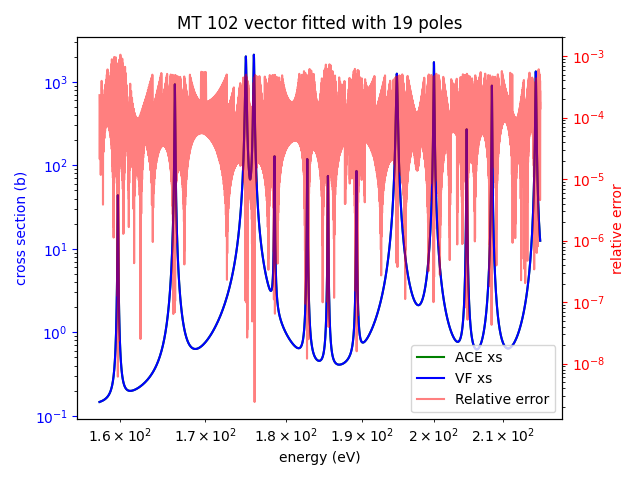 MT 102 vector fitted with 19 poles
cross section (b)
10³
10²
10¹
10⁰
10⁻¹
10⁻³
10⁻⁴
10⁻⁵
10⁻⁶
10⁻⁷
10⁻⁸
relative error
ACE xs
VF xs
Relative error
1.6 × 10² 1.7 × 10² 1.8 × 10² 1.9 × 10² 2 × 10² 2.1 × 10²
energy (eV)